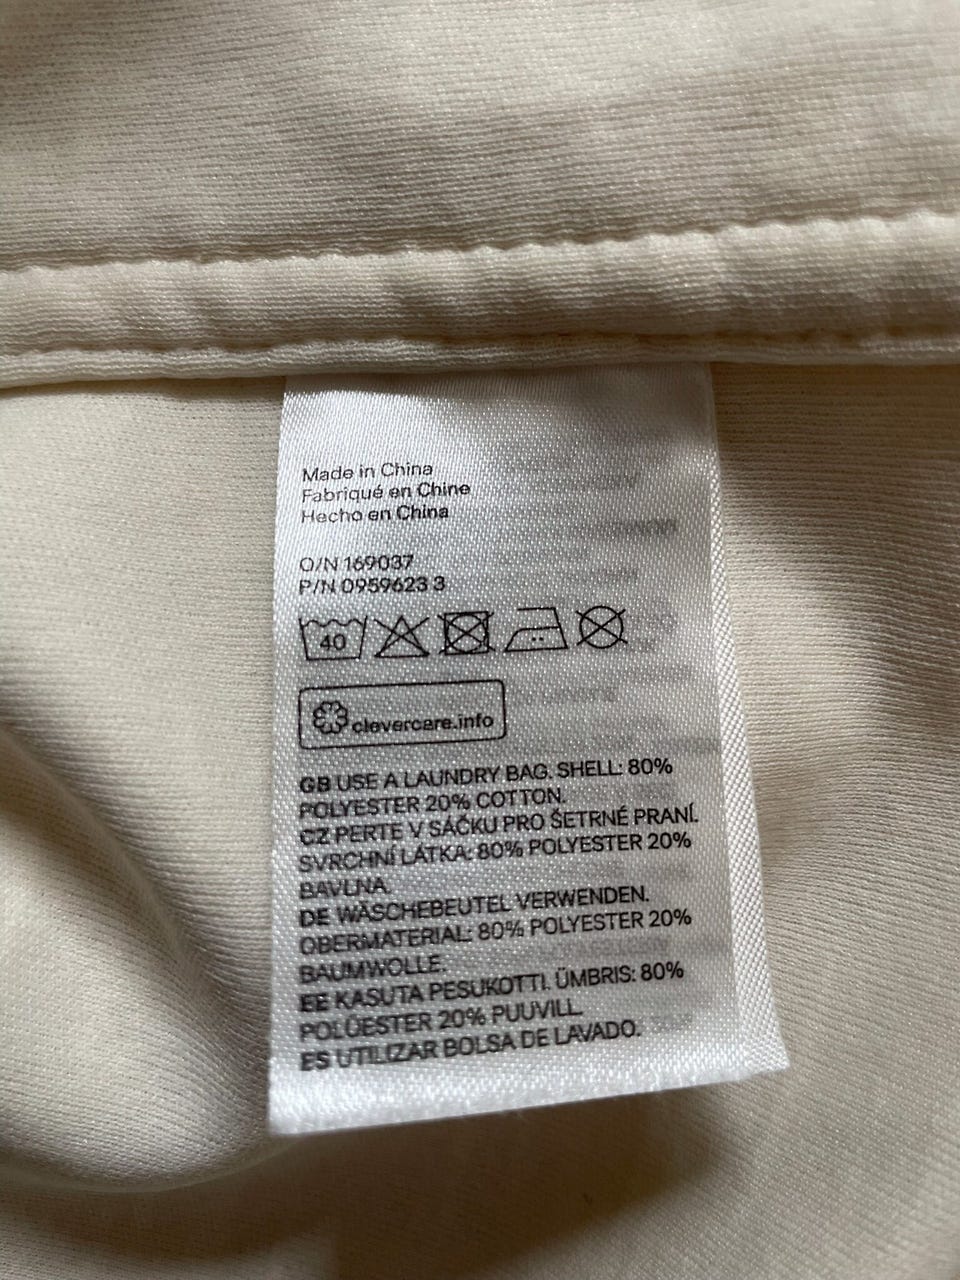 Made in China
Fabriqué en Chine
Hecho en China
O/N 169037
P/N 0959623 3
40
clevercare.info
GB USE A LAUNDRY BAG. SHELL: 80%
POLYESTER 20% COTTON.
CZ PERTE V SÁČKU PRO ŠETRNÉ PRANÍ.
SVRCHNÍ LÁTKA: 80% POLYESTER 20%
BAVLNA.
DE WÄSCHEBEUTEL VERWENDEN.
OBERMATERIAL: 80% POLYESTER 20%
BAUMWOLLE.
EE KASUTA PESUKOTTI. ÜMBRIS: 80%
POLÜESTER 20% PUUVILL.
ES UTILIZAR BOLSA DE LAVADO.